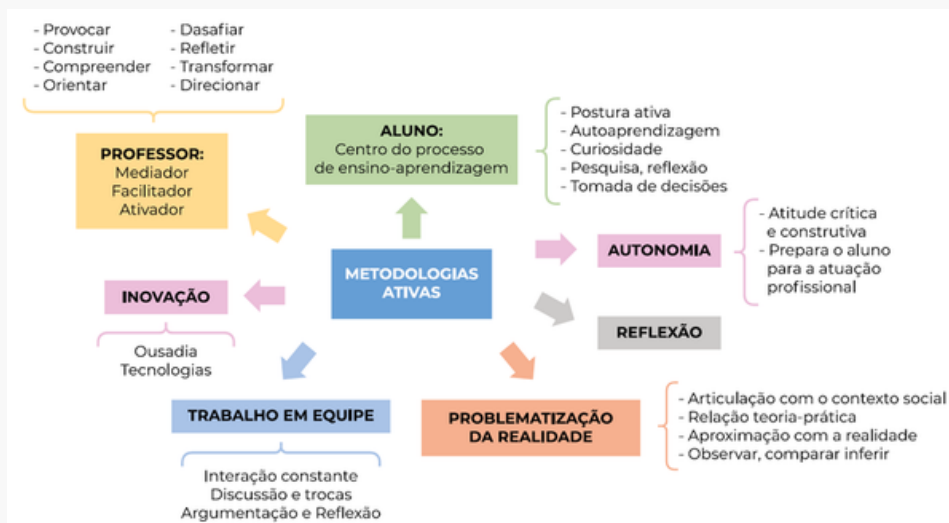 - Provocar
- Construir
- Compreender
- Orientar
- Dasafiar
- Refletir
- Transformar
- Direcionar
PROFESSOR:
Mediador
Facilitador
Ativador
ALUNO:
Centro do processo
de ensino-aprendizagem
- Postura ativa
- Autoaprendizagem
- Curiosidade
- Pesquisa, reflexão
- Tomada de decisões
METODOLOGIAS
ATIVAS
AUTONOMIA
- Atitude crítica
e construtiva
- Prepara o aluno
para a atuação
profissional
INOVAÇÃO
Ousadia
Tecnologias
REFLEXÃO
TRABALHO EM EQUIPE
Interação constante
Discussão e trocas
Argumentação e Reflexão
PROBLEMATIZAÇÃO
DA REALIDADE
- Articulação com o contexto social
- Relação teoria-prática
- Aproximação com a realidade
- Observar, comparar inferir